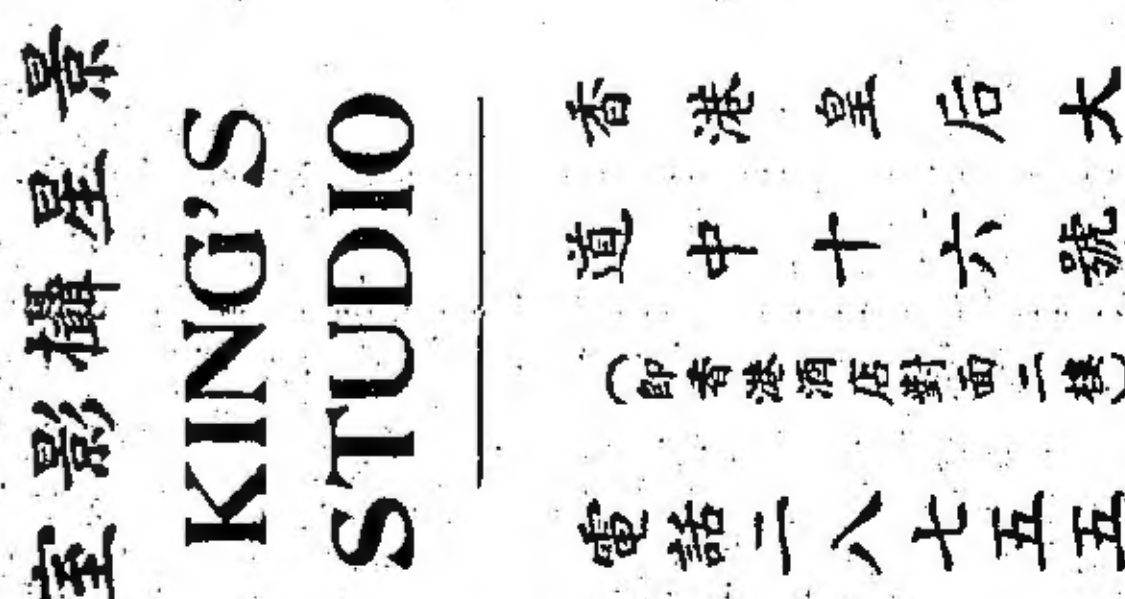 景星攝影室
KING'S
STUDIO
香港皇后大
道中十六號
(即香港酒店對面二樓)
電話二八七五五